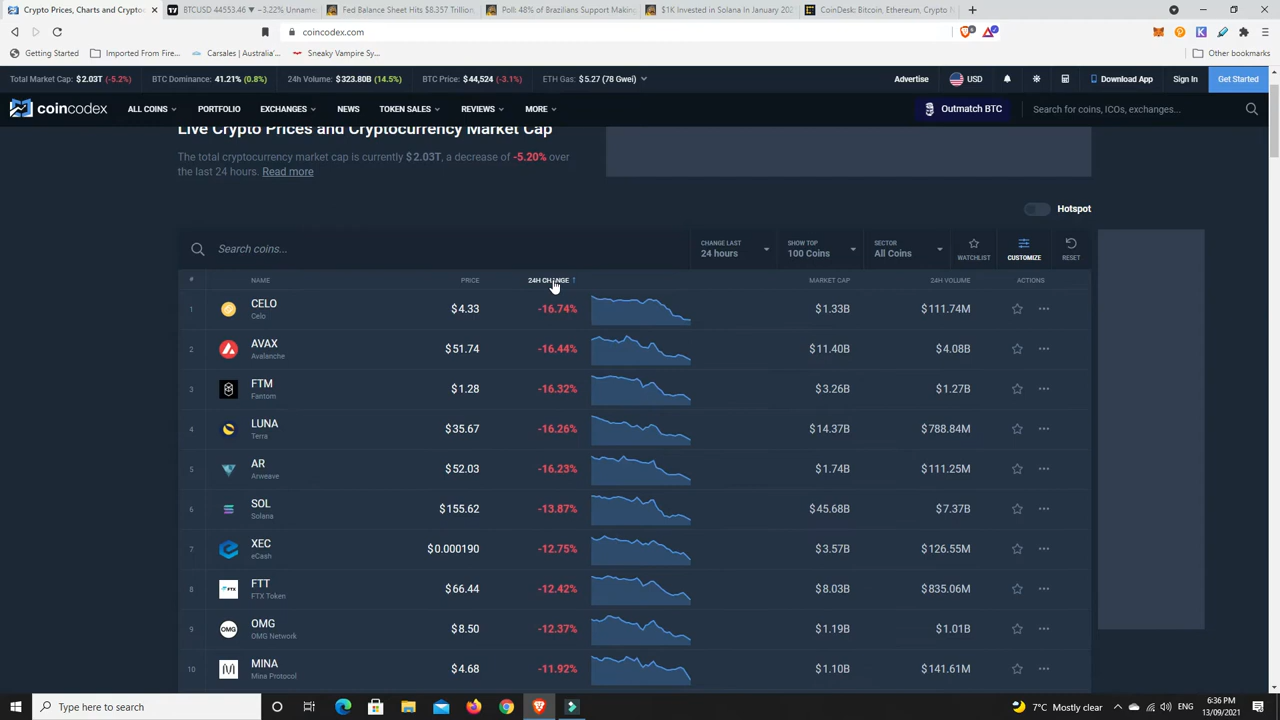 Crypto Prices, Charts and Cryptoc
BTCUSD 44553.46 ▼ −3.22% Unname
Fed Balance Sheet Hits $8.357 Trillion,
Poll: 48% of Brazilians Support Making
$1K Invested in Solana In January 202
CoinDesk: Bitcoin, Ethereum, Crypto N
coincodex.com
Getting Started
Imported From Fire...
Carsales | Australia'...
Sneaky Vampire Sy...
Other bookmarks
Total Market Cap: $2.03T (-5.2%)
BTC Dominance: 41.21% (0.8%)
24h Volume: $323.80B (14.5%)
BTC Price: $44,524 (-3.1%)
ETH Gas: $5.27 (78 Gwei)
Advertise
USD
Download App
Sign In
Get Started
coincodex
ALL COINS
PORTFOLIO
EXCHANGES
NEWS
TOKEN SALES
REVIEWS
MORE
Outmatch BTC
Search for coins, ICOs, exchanges...
Live Crypto Prices and Cryptocurrency Market Cap
The total cryptocurrency market cap is currently $2.03T, a decrease of -5.20% over
the last 24 hours. Read more
Hotspot
Search coins...
CHANGE LAST
24 hours
SHOW TOP
100 Coins
SECTOR
All Coins
WATCHLIST
CUSTOMIZE
RESET
# NAME PRICE 24H CHANGE ↑ MARKET CAP 24H VOLUME ACTIONS
1 CELO $4.33 -16.74% $1.33B $111.74M
Celo
2 AVAX $51.74 -16.44% $11.40B $4.08B
Avalanche
3 FTM $1.28 -16.32% $3.26B $1.27B
Fantom
4 LUNA $35.67 -16.26% $14.37B $788.84M
Terra
5 AR $52.03 -16.23% $1.74B $111.25M
Arweave
6 SOL $155.62 -13.87% $45.68B $7.37B
Solana
7 XEC $0.000190 -12.75% $3.57B $126.55M
eCash
8 FTT $66.44 -12.42% $8.03B $835.06M
FTX Token
9 OMG $8.50 -12.37% $1.19B $1.01B
OMG Network
10 MINA $4.68 -11.92% $1.10B $141.61M
Mina Protocol
Type here to search
7°C Mostly clear
6:36 PM
13/09/2021